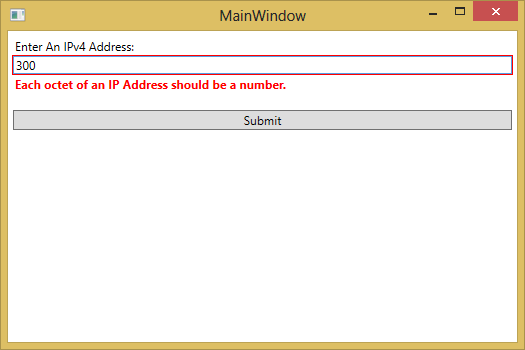 MainWindow
Enter An IPv4 Address:
300
Each octet of an IP Address should be a number.
Submit